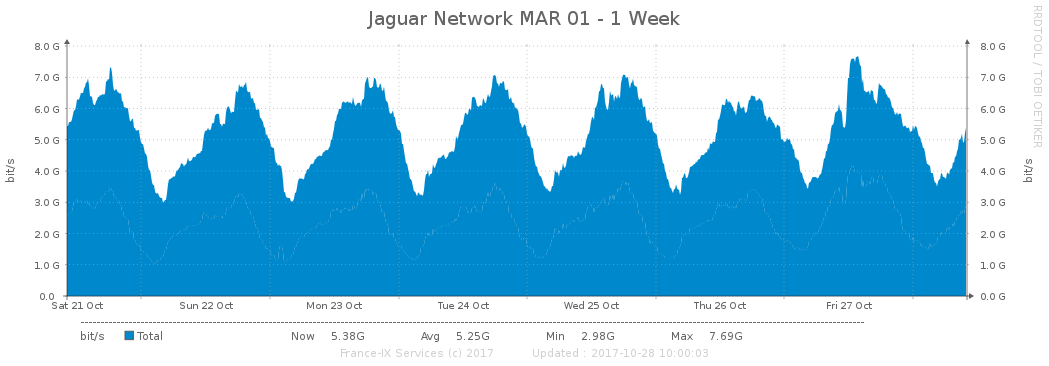 Jaguar Network MAR 01 - 1 Week
RRDTOOL / TOBI OETIKER
bit/s
8.0 G 8.0 G
7.0 G 7.0 G
6.0 G 6.0 G
5.0 G 5.0 G
4.0 G 4.0 G
3.0 G 3.0 G
2.0 G 2.0 G
1.0 G 1.0 G
0.0 0.0 G
bit/s
Sat 21 Oct Sun 22 Oct Mon 23 Oct Tue 24 Oct Wed 25 Oct Thu 26 Oct Fri 27 Oct
bit/s Total Now 5.38G Avg 5.25G Min 2.98G Max 7.69G
France-IX Services (c) 2017 Updated : 2017-10-28 10:00:03